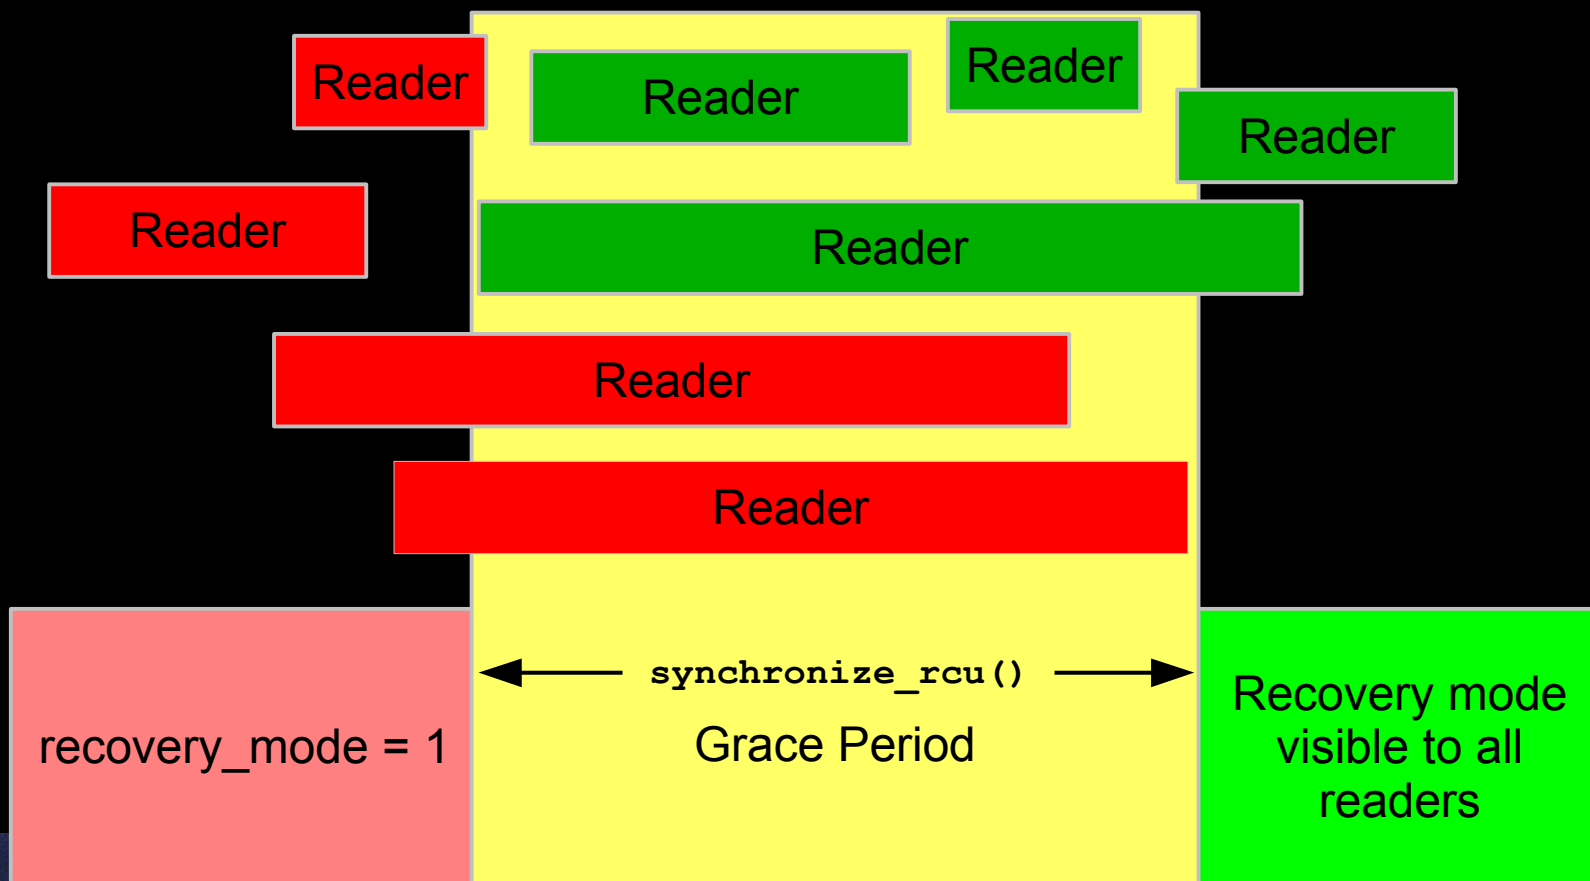 Reader
Reader
Reader
Reader
Reader
Reader
Reader
Reader
synchronize_rcu()
Grace Period
recovery_mode = 1
Recovery mode
visible to all
readers